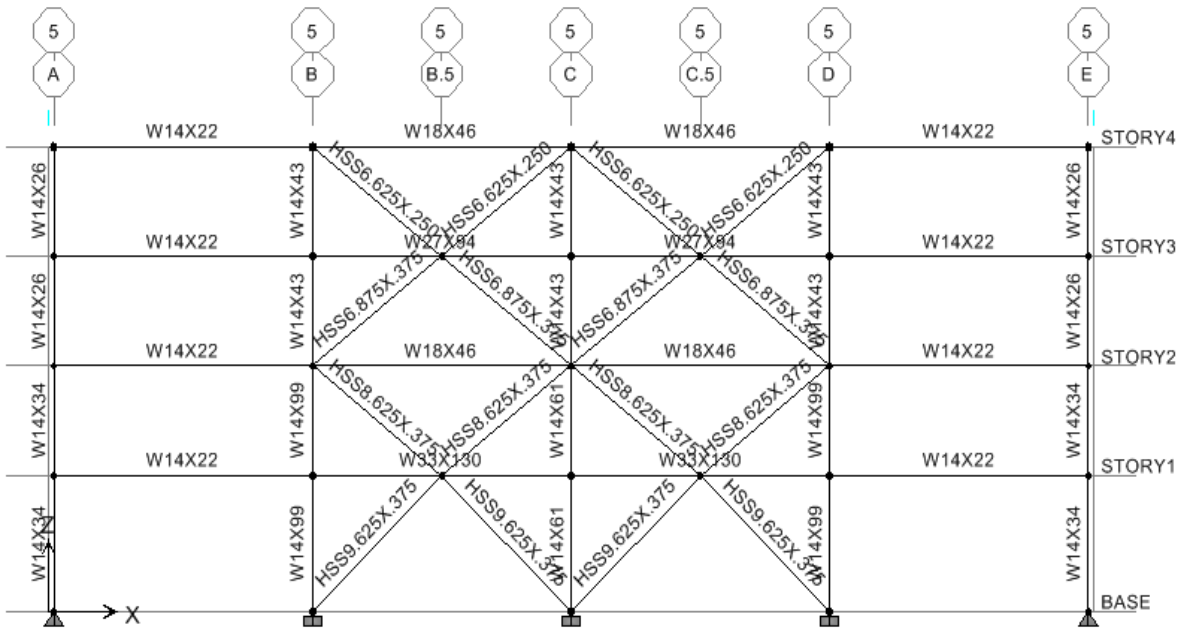 5 5 5 5 5 5 5
A B B.5 C C.5 D E
W14X22 W18X46 W18X46 W14X22 STORY4
W14X26 W14X43 HSS6.625X.250 HSS6.625X.250 W14X43 HSS6.625X.250 HSS6.625X.250 W14X43 W14X26
W14X22 W27X94 W27X94 W14X22 STORY3
W14X26 W14X43 HSS6.875X.375 HSS6.875X.375 W14X43 HSS6.875X.375 HSS6.875X.375 W14X43 W14X26
W14X22 W18X46 W18X46 W14X22 STORY2
W14X34 W14X99 HSS8.625X.375 HSS8.625X.375 W14X61 HSS8.625X.375 HSS8.625X.375 W14X99 W14X34
W14X22 W33X130 W33X130 W14X22 STORY1
W14X34 W14X99 HSS9.625X.375 HSS9.625X.375 W14X61 HSS9.625X.375 HSS9.625X.375 W14X99 W14X34
Z
X
BASE